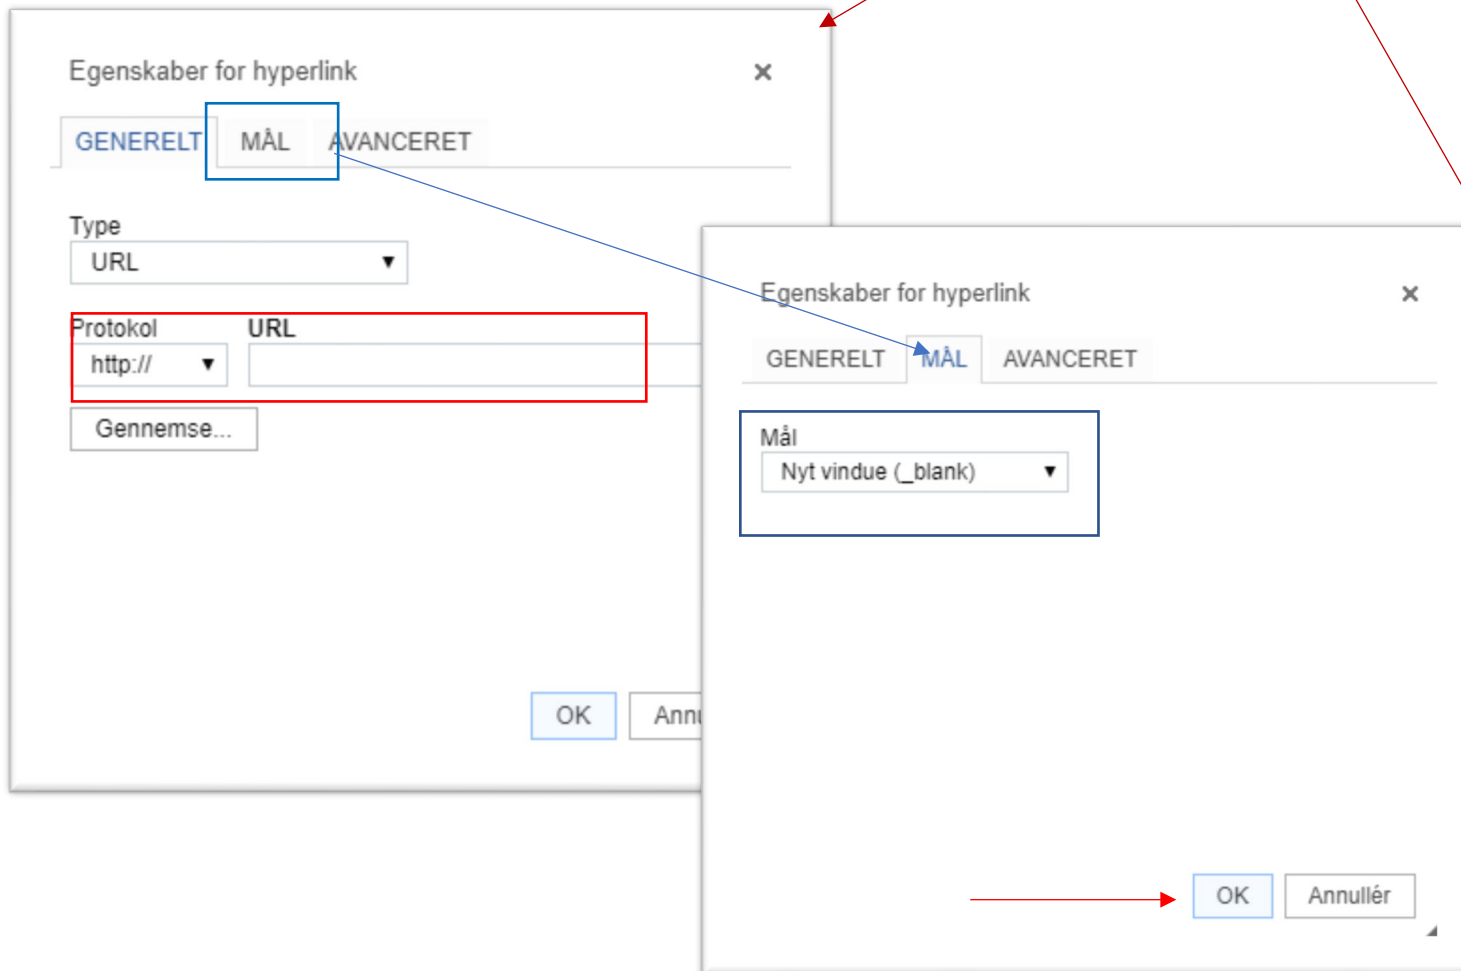 Egenskaber for hyperlink ×
GENERELT MÅL AVANCERET
Type
URL
Protokol URL
http://
Gennemse...
OK Annu
Egenskaber for hyperlink ×
GENERELT MÅL AVANCERET
Mål
Nyt vindue (_blank)
OK Annullér